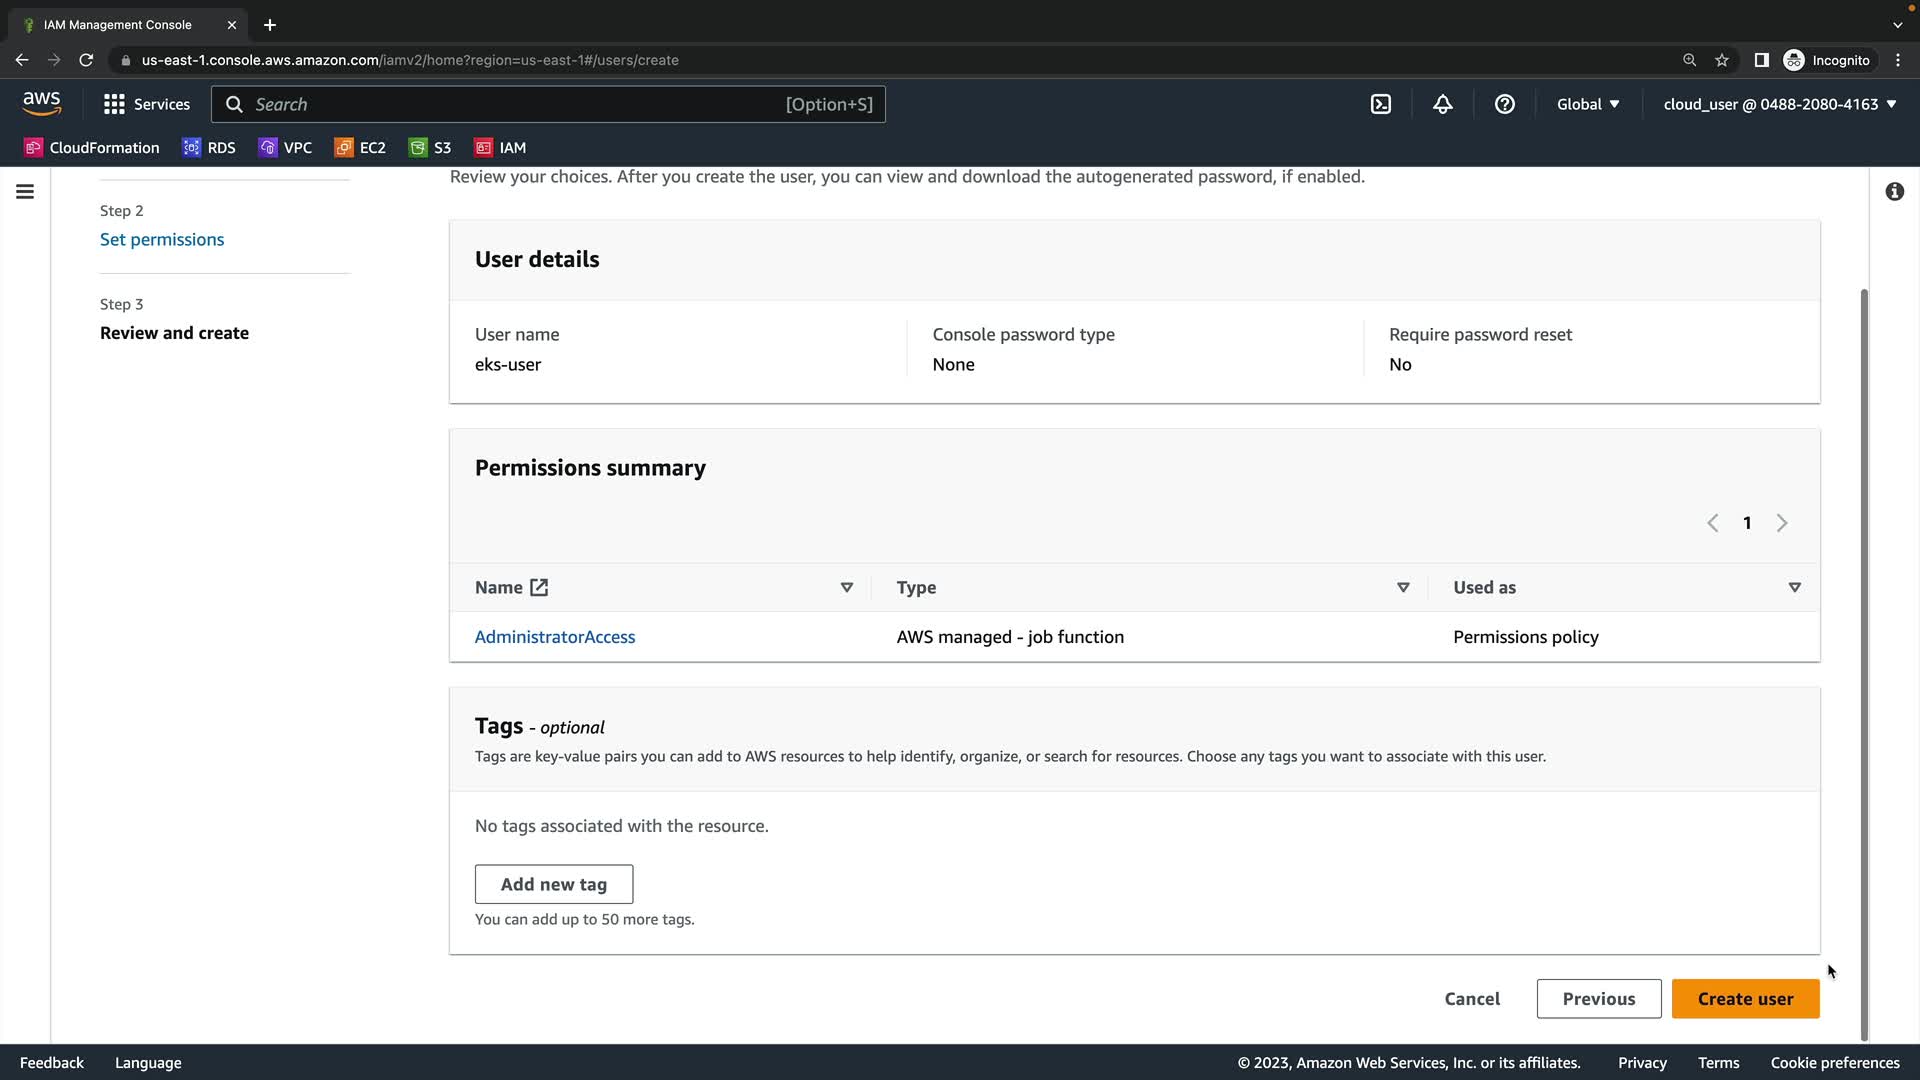 IAM Management Console
us-east-1.console.aws.amazon.com/iamv2/home?region=us-east-1#/users/create
Incognito
aws
Services
Search
[Option+S]
Global
cloud_user @ 0488-2080-4163
CloudFormation
RDS
VPC
EC2
S3
IAM
Review your choices. After you create the user, you can view and download the autogenerated password, if enabled.
Step 2
Set permissions
Step 3
Review and create
User details
User name
eks-user
Console password type
None
Require password reset
No
Permissions summary
1
Name
Type
Used as
AdministratorAccess
AWS managed - job function
Permissions policy
Tags - optional
Tags are key-value pairs you can add to AWS resources to help identify, organize, or search for resources. Choose any tags you want to associate with this user.
No tags associated with the resource.
Add new tag
You can add up to 50 more tags.
Cancel
Previous
Create user
Feedback
Language
© 2023, Amazon Web Services, Inc. or its affiliates.
Privacy
Terms
Cookie preferences